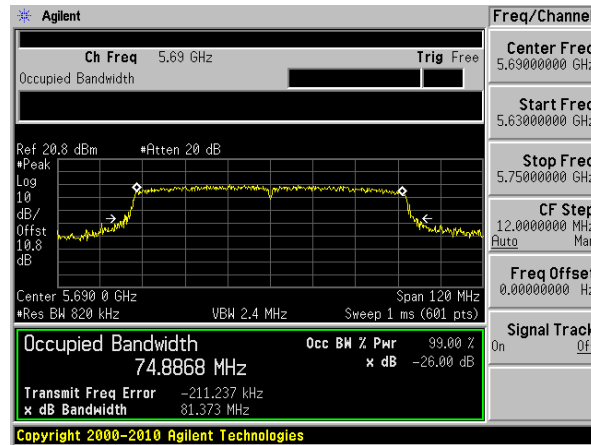 Agilent
Freq/Channel
Ch Freq 5.69 GHz Trig Free
Occupied Bandwidth
Center Freq
5.69000000 GHz
Start Freq
5.63000000 GHz
Stop Freq
5.75000000 GHz
CF Step
12.0000000 MHz
Auto Man
Freq Offset
0.00000000 Hz
Signal Track
On Off
Ref 20.8 dBm #Atten 20 dB
#Peak
Log
10
dB/
Offst
10.8
dB
Center 5.690 0 GHz Span 120 MHz
#Res BW 820 kHz VBW 2.4 MHz Sweep 1 ms (601 pts)
Occupied Bandwidth Occ BW % Pwr 99.00 %
74.8868 MHz x dB -26.00 dB
Transmit Freq Error -211.237 kHz
x dB Bandwidth 81.373 MHz
Copyright 2000-2010 Agilent Technologies